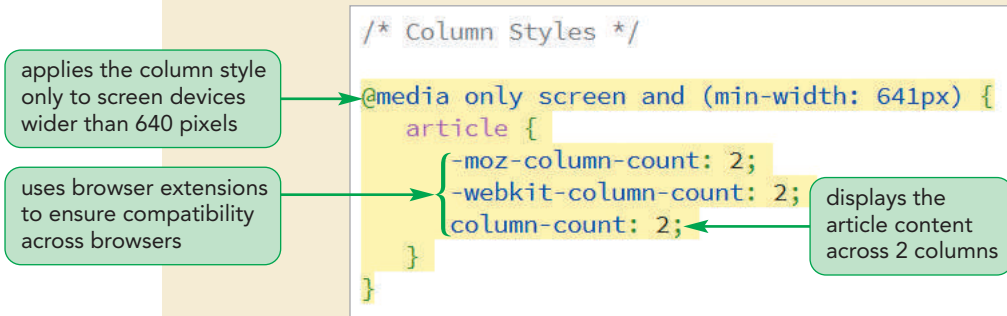 /* Column Styles */
applies the column style
only to screen devices
wider than 640 pixels
@media only screen and (min-width: 641px) {
article {
-moz-column-count: 2;
-webkit-column-count: 2;
column-count: 2;
}
}
uses browser extensions
to ensure compatibility
across browsers
displays the
article content
across 2 columns